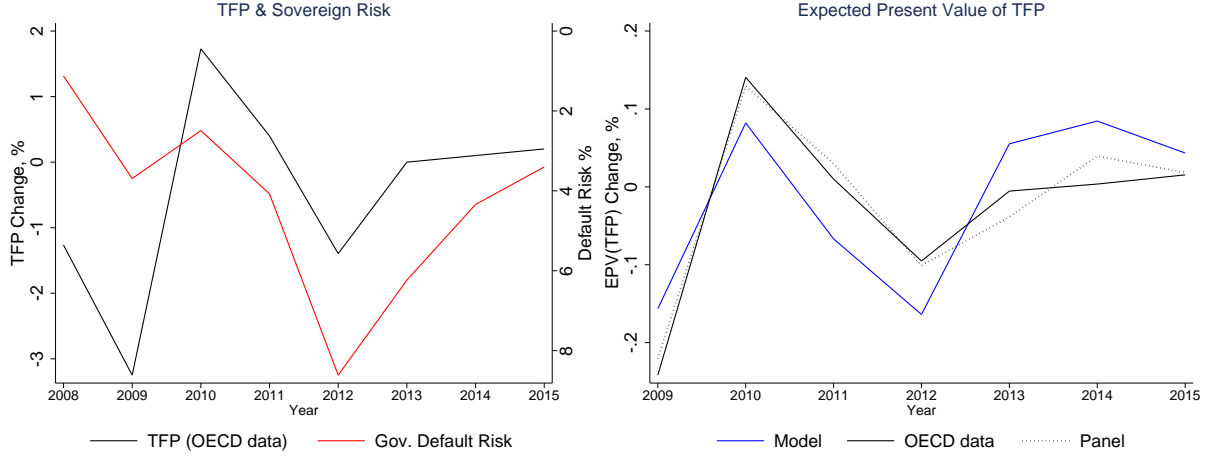 TFP & Sovereign Risk
2
1
0
-1
-2
-3
TFP Change, %
0
2
4
6
8
Default Risk %
2008
2009
2010
2011
2012
2013
2014
2015
Year
TFP (OECD data)
Gov. Default Risk
Expected Present Value of TFP
.2
.1
0
-.1
-.2
EPV(TFP) Change, %
2009
2010
2011
2012
2013
2014
2015
Year
Model
OECD data
Panel